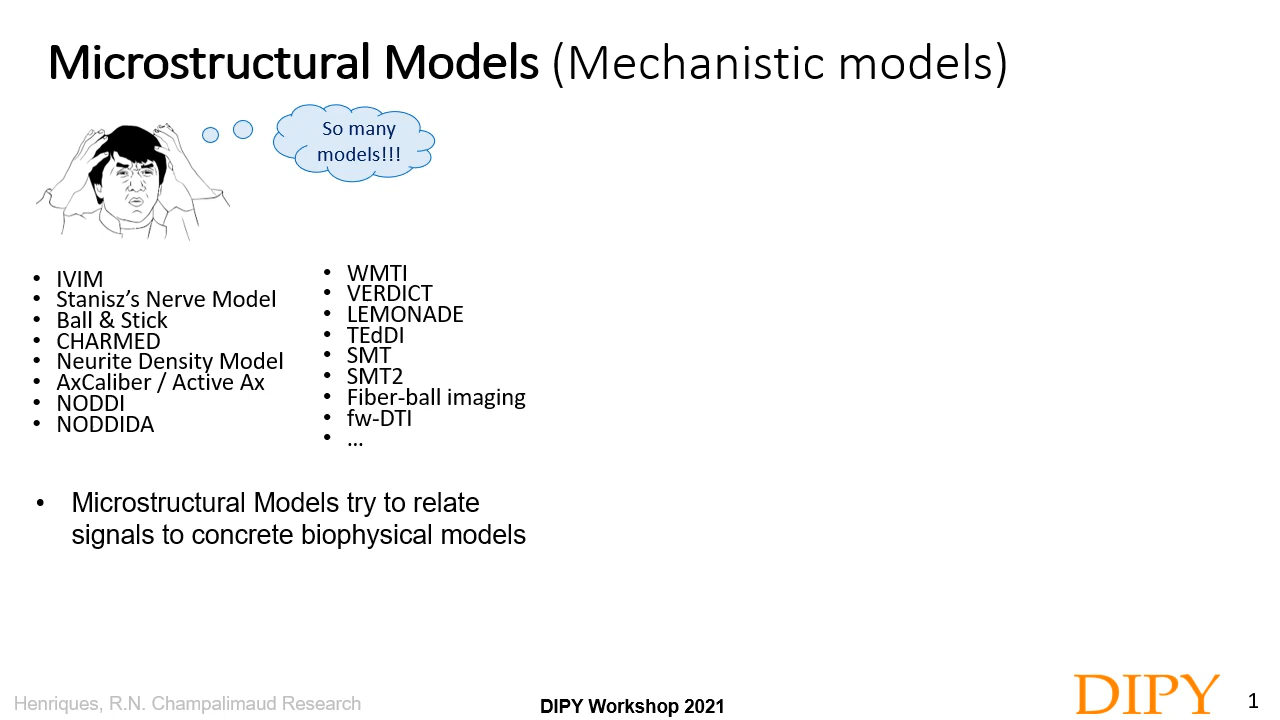 Microstructural Models (Mechanistic models)
So many
models!!!
• IVIM
• Stanisz’s Nerve Model
• Ball & Stick
• CHARMED
• Neurite Density Model
• AxCaliber / Active Ax
• NODDI
• NODDIDA
• WMTI
• VERDICT
• LEMONADE
• TEdDI
• SMT
• SMT2
• Fiber-ball imaging
• fw-DTI
• ...
• Microstructural Models try to relate
signals to concrete biophysical models
Henriques, R.N. Champalimaud Research
DIPY Workshop 2021
DIPY
1